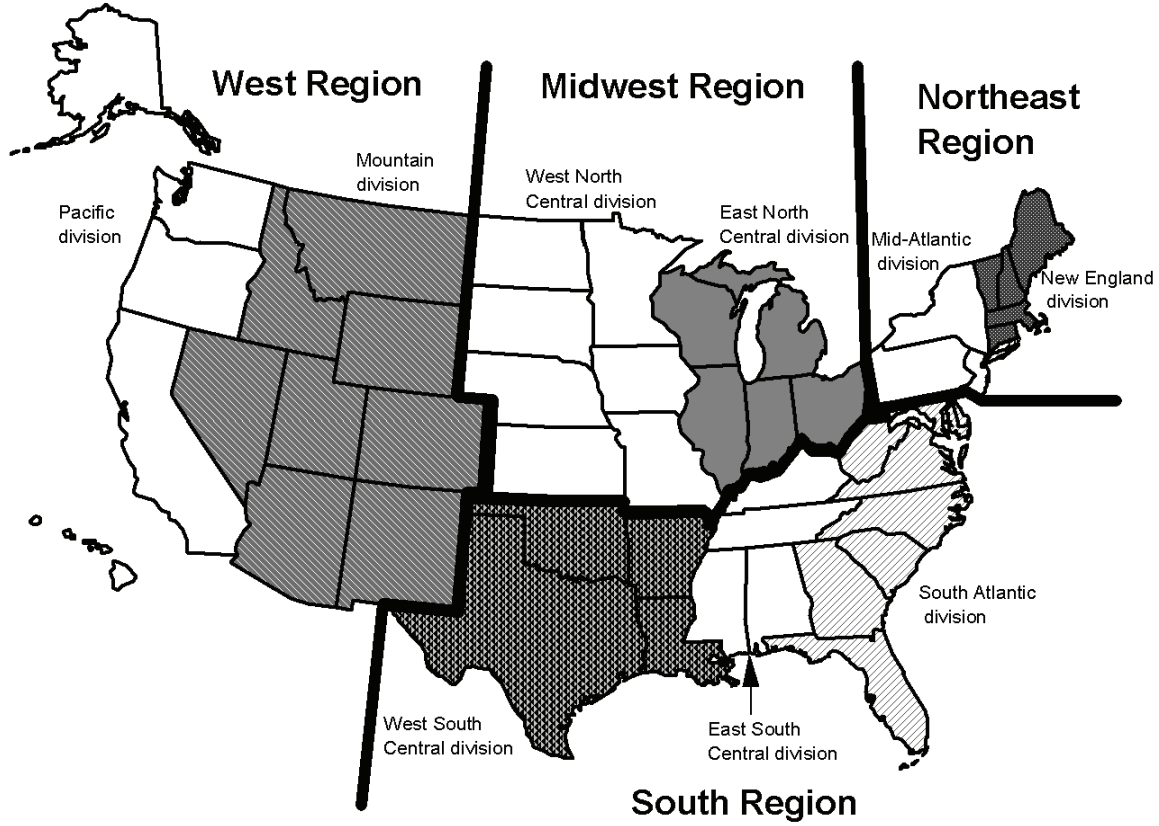 West Region
Midwest Region
Northeast
Region
Mountain
division
West North
Central division
Pacific
division
East North
Central division
Mid-Atlantic
division
New England
division
South Atlantic
division
West South
Central division
East South
Central division
South Region